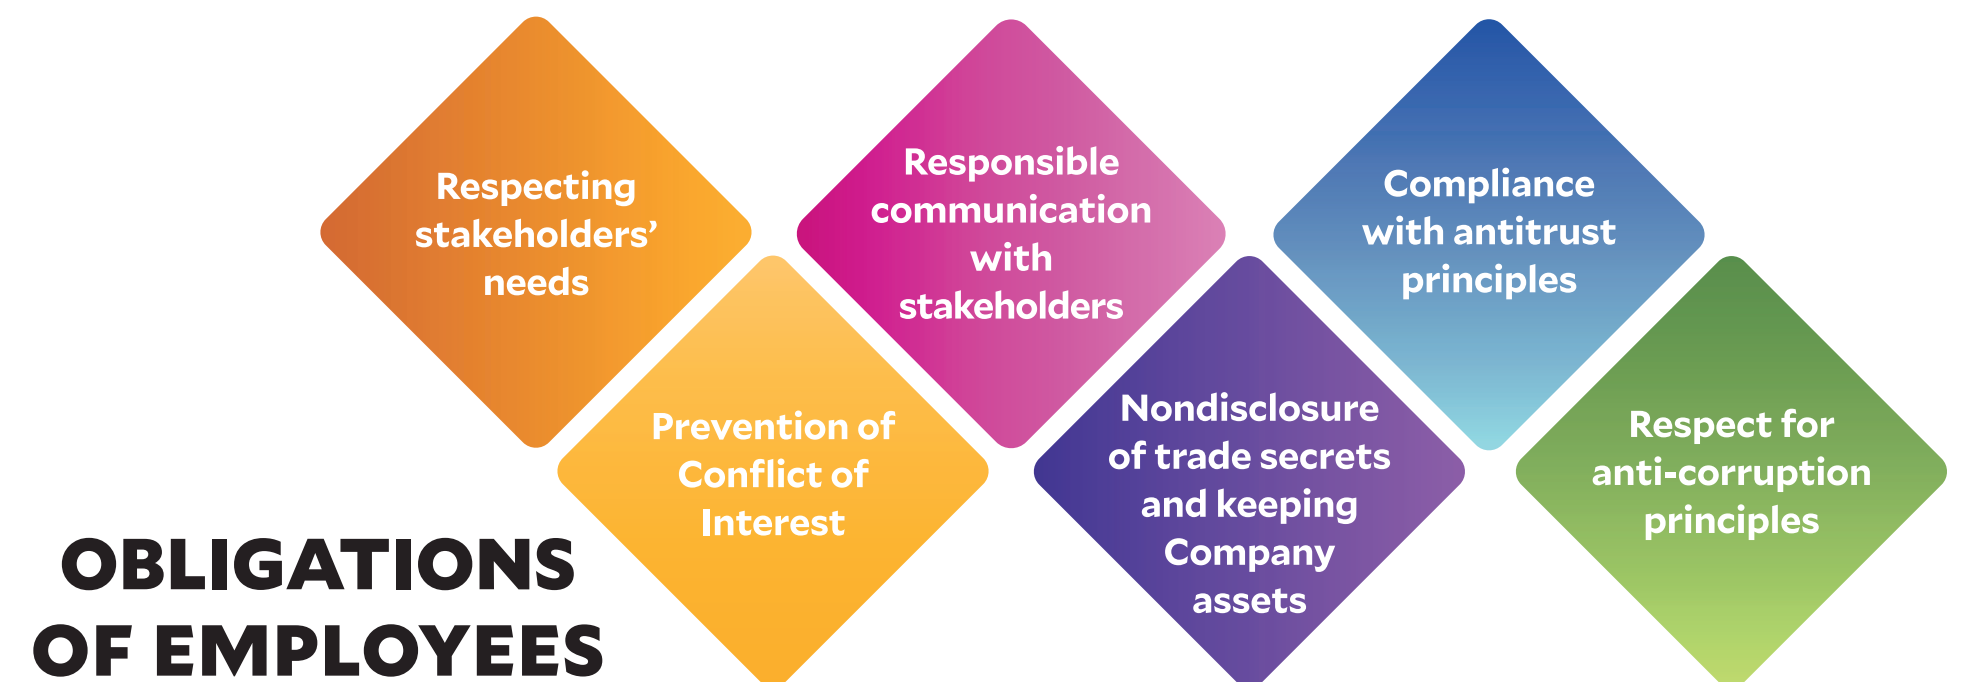 Respecting
stakeholders’
needs
Responsible
communication
with
stakeholders
Compliance
with antitrust
principles
Prevention of
Conflict of
Interest
Nondisclosure
of trade secrets
and keeping
Company
assets
Respect for
anti-corruption
principles
OBLIGATIONS
OF EMPLOYEES